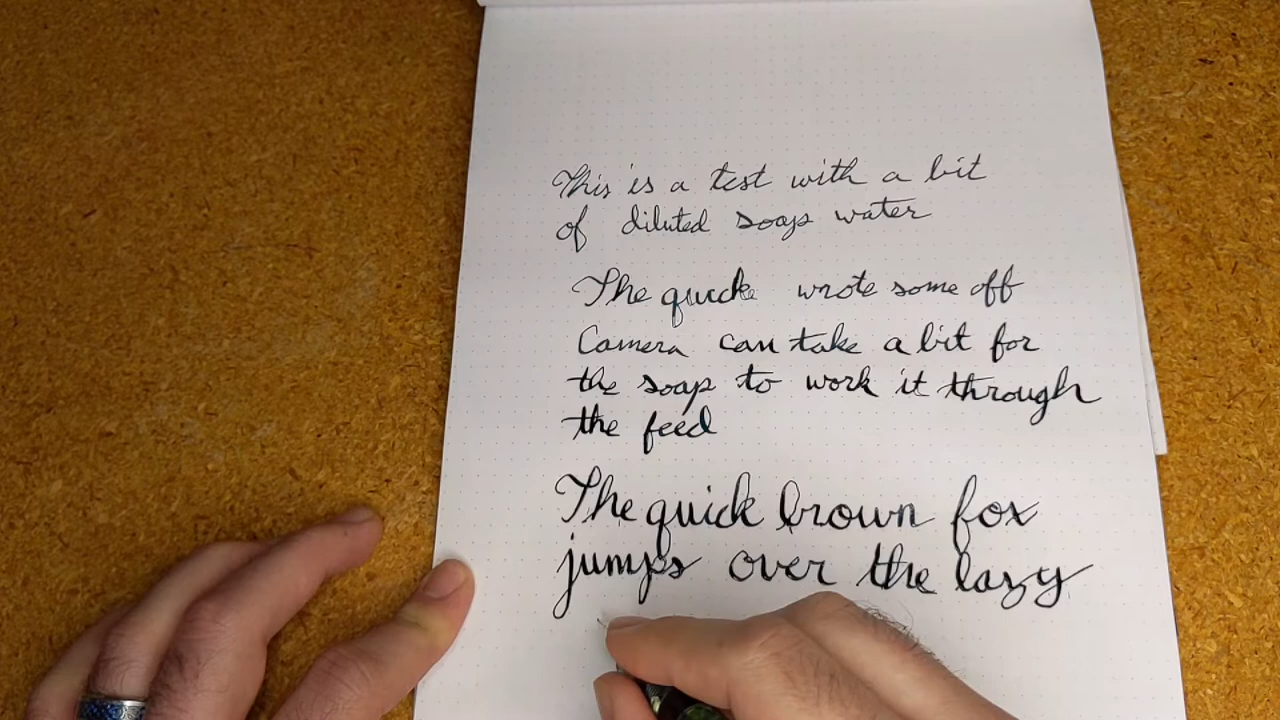 This is a test with a bit
of diluted soap water
The quicke wrote some off
Camera can take a bit for
the soap to work it through
the feed
The quick brown fox
jumps over the lazy